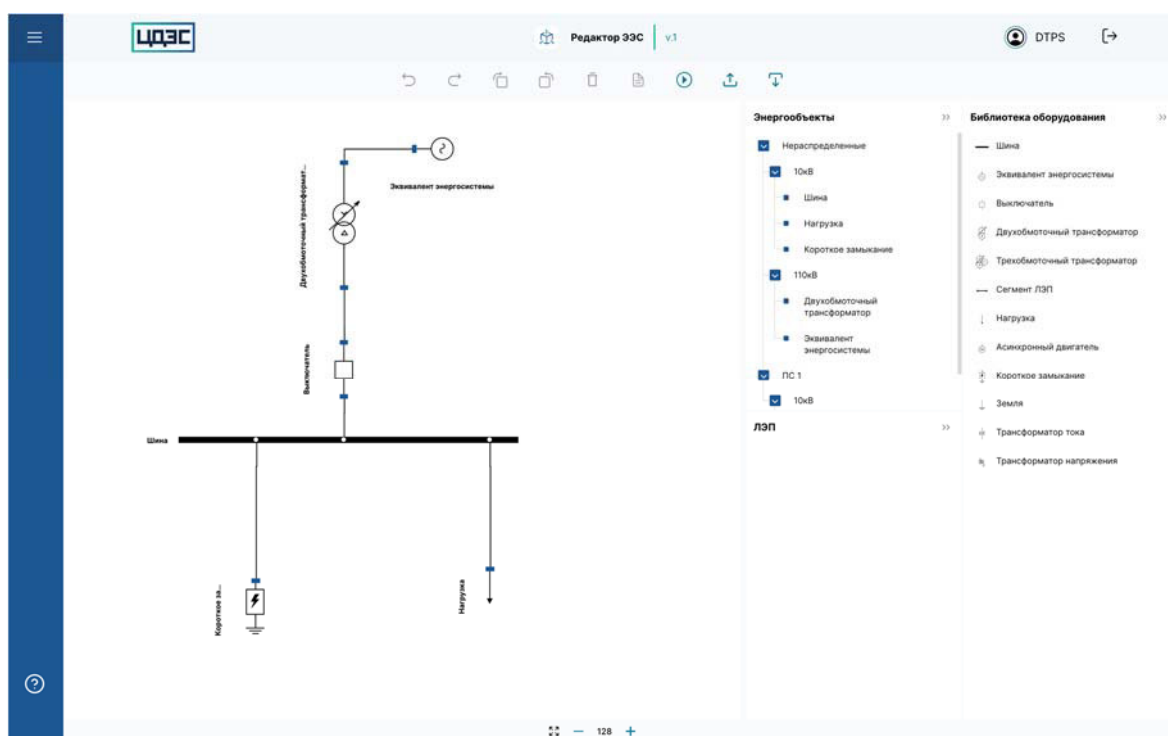 ЦДЭС
Редактор ЭЭС
v.1
DTPS
Двухобмоточный трансформат...
Эквивалент энергосистемы
Выключатель
Шина
Короткое за...
Нагрузка
Энергообъекты
Нераспределенные
10кВ
Шина
Нагрузка
Короткое замыкание
110кВ
Двухобмоточный
трансформатор
Эквивалент
энергосистемы
ПС 1
10кВ
ЛЭП
Библиотека оборудования
Шина
Эквивалент энергосистемы
Выключатель
Двухобмоточный трансформатор
Трехобмоточный трансформатор
Сегмент ЛЭП
Нагрузка
Асинхронный двигатель
Короткое замыкание
Земля
Трансформатор тока
Трансформатор напряжения
128